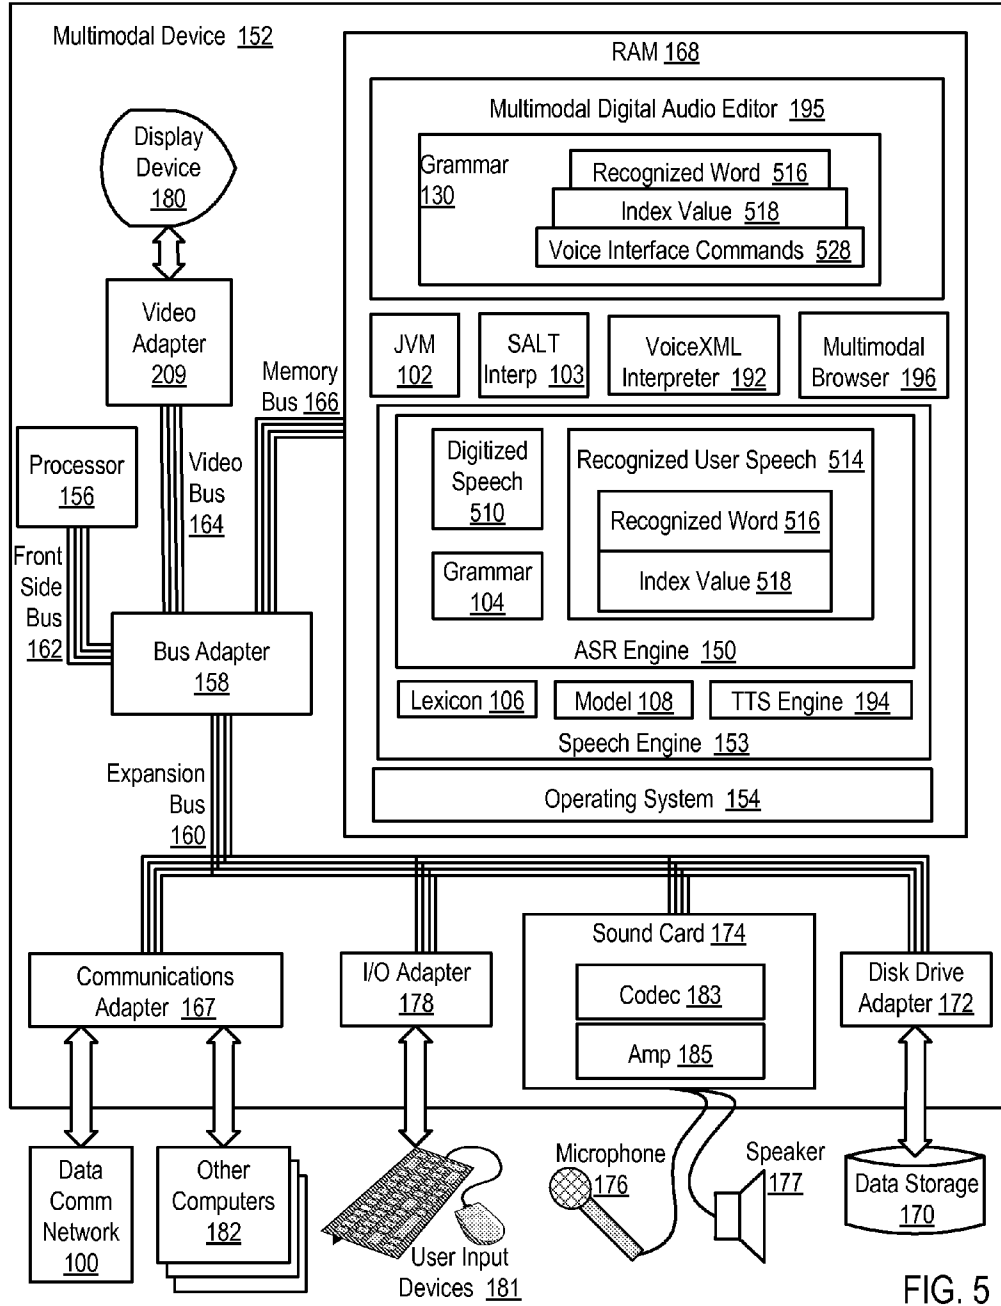 Multimodal Device 152
RAM 168
Multimodal Digital Audio Editor 195
Grammar
130
Recognized Word 516
Index Value 518
Voice Interface Commands 528
Display
Device
180
Video
Adapter
209
JVM
102
SALT
Interp 103
VoiceXML
Interpreter 192
Multimodal
Browser 196
Memory
Bus 166
Processor
156
Video
Bus
164
Digitized
Speech
510
Recognized User Speech 514
Recognized Word 516
Index Value 518
Grammar
104
ASR Engine 150
Front
Side
Bus
162
Bus Adapter
158
Lexicon 106
Model 108
TTS Engine 194
Speech Engine 153
Operating System 154
Expansion
Bus
160
Communications
Adapter 167
I/O Adapter
178
Sound Card 174
Codec 183
Amp 185
Disk Drive
Adapter 172
Data
Comm
Network
100
Other
Computers
182
User Input
Devices 181
Microphone
176
Speaker
177
Data Storage
170
FIG. 5